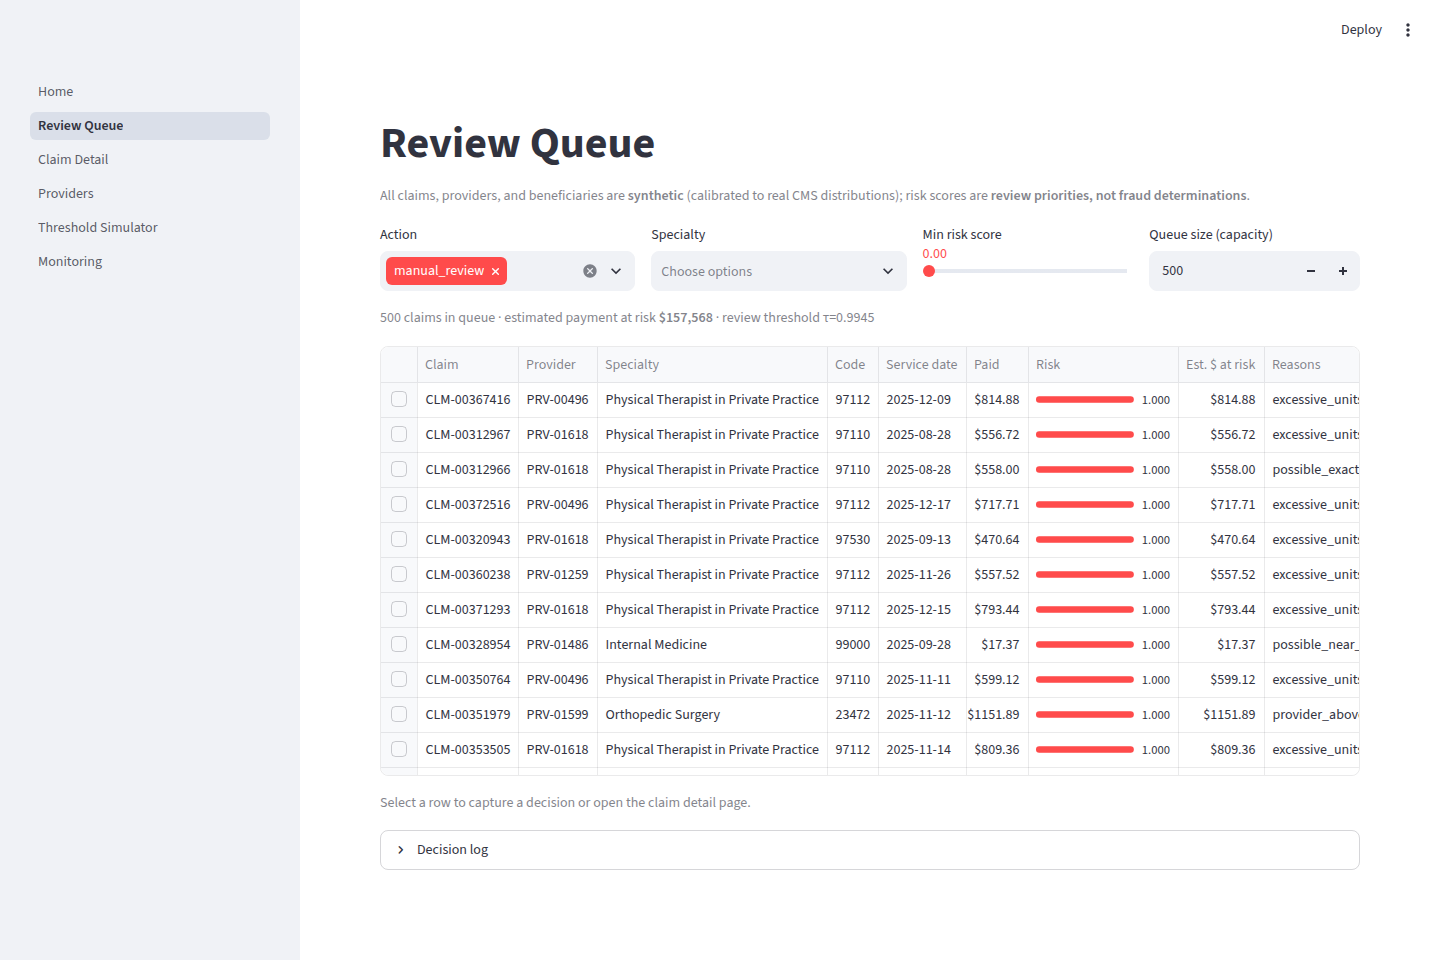 Deploy
Home
Review Queue
Claim Detail
Providers
Threshold Simulator
Monitoring
Review Queue
All claims, providers, and beneficiaries are synthetic (calibrated to real CMS distributions); risk scores are review priorities, not fraud determinations.
Action Specialty Min risk score Queue size (capacity)
0.00
manual_review Choose options 500
500 claims in queue · estimated payment at risk $157,568 · review threshold τ=0.9945
Claim Provider Specialty Code Service date Paid Risk Est. $ at risk Reasons
CLM-00367416 PRV-00496 Physical Therapist in Private Practice 97112 2025-12-09 $814.88 1.000 $814.88 excessive_units
CLM-00312967 PRV-01618 Physical Therapist in Private Practice 97110 2025-08-28 $556.72 1.000 $556.72 excessive_units
CLM-00312966 PRV-01618 Physical Therapist in Private Practice 97110 2025-08-28 $558.00 1.000 $558.00 possible_exact
CLM-00372516 PRV-00496 Physical Therapist in Private Practice 97112 2025-12-17 $717.71 1.000 $717.71 excessive_units
CLM-00320943 PRV-01618 Physical Therapist in Private Practice 97530 2025-09-13 $470.64 1.000 $470.64 excessive_units
CLM-00360238 PRV-01259 Physical Therapist in Private Practice 97112 2025-11-26 $557.52 1.000 $557.52 excessive_units
CLM-00371293 PRV-01618 Physical Therapist in Private Practice 97112 2025-12-15 $793.44 1.000 $793.44 excessive_units
CLM-00328954 PRV-01486 Internal Medicine 99000 2025-09-28 $17.37 1.000 $17.37 possible_near_
CLM-00350764 PRV-00496 Physical Therapist in Private Practice 97110 2025-11-11 $599.12 1.000 $599.12 excessive_units
CLM-00351979 PRV-01599 Orthopedic Surgery 23472 2025-11-12 $1151.89 1.000 $1151.89 provider_abov
CLM-00353505 PRV-01618 Physical Therapist in Private Practice 97112 2025-11-14 $809.36 1.000 $809.36 excessive_units
Select a row to capture a decision or open the claim detail page.
Decision log